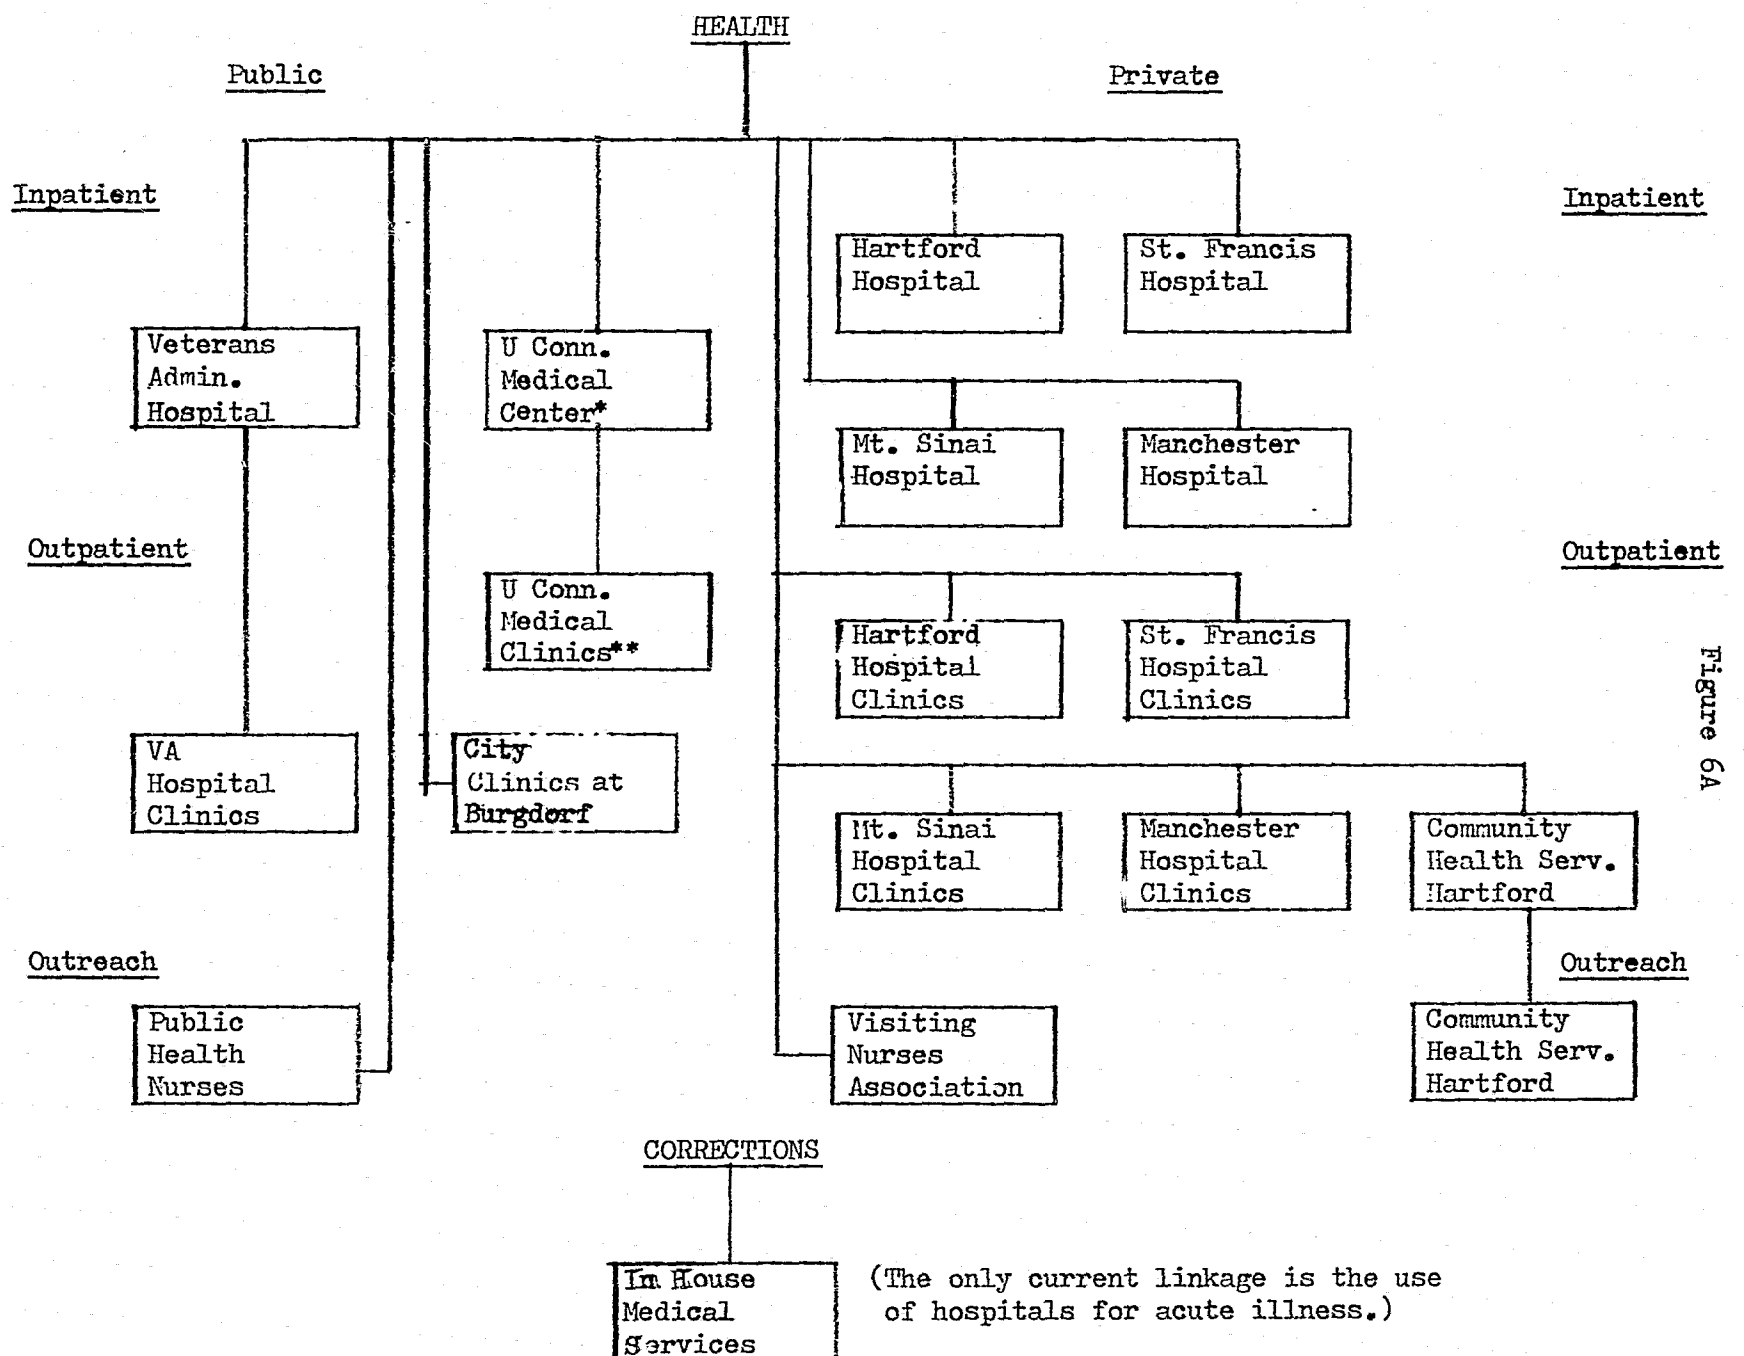 HEALTH
Public
Private
Inpatient
Inpatient
Hartford
Hospital
St. Francis
Hospital
Veterans
Admin.
Hospital
U Conn.
Medical
Center*
Mt. Sinai
Hospital
Manchester
Hospital
Outpatient
Outpatient
U Conn.
Medical
Clinics**
Hartford
Hospital
Clinics
St. Francis
Hospital
Clinics
Figure 6A
VA
Hospital
Clinics
City
Clinics at
Burgdorf
Mt. Sinai
Hospital
Clinics
Manchester
Hospital
Clinics
Community
Health Serv.
Hartford
Outreach
Outreach
Public
Health
Nurses
Visiting
Nurses
Association
Community
Health Serv.
Hartford
CORRECTIONS
In House
Medical
Services
(The only current linkage is the use
of hospitals for acute illness.)